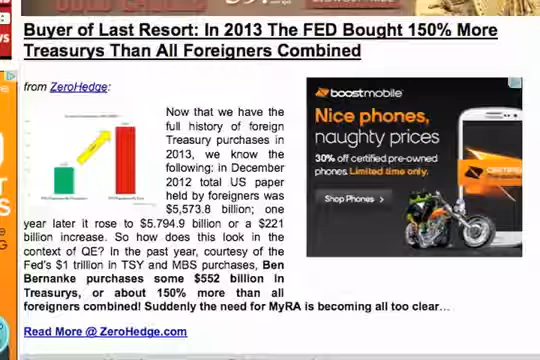 Buyer of Last Resort: In 2013 The FED Bought 150% More
Treasurys Than All Foreigners Combined
from ZeroHedge:
Now that we have the
full history of foreign
Treasury purchases in
2013, we know the
following: in December
2012 total US paper
held by foreigners was
$5,573.8 billion; one
year later it rose to $5.794.9 billion or a $221
billion increase. So how does this look in the
context of QE? In the past year, courtesy of the
Fed's $1 trillion in TSY and MBS purchases, Ben
Bernanke purchases some $552 billion in
Treasurys, or about 150% more than all
foreigners combined! Suddenly the need for MyRA is becoming all too clear…
Read More @ ZeroHedge.com
boostmobile
Nice phones,
naughty prices
30% off certified pre-owned
phones. Limited time only.
Shop Phones >